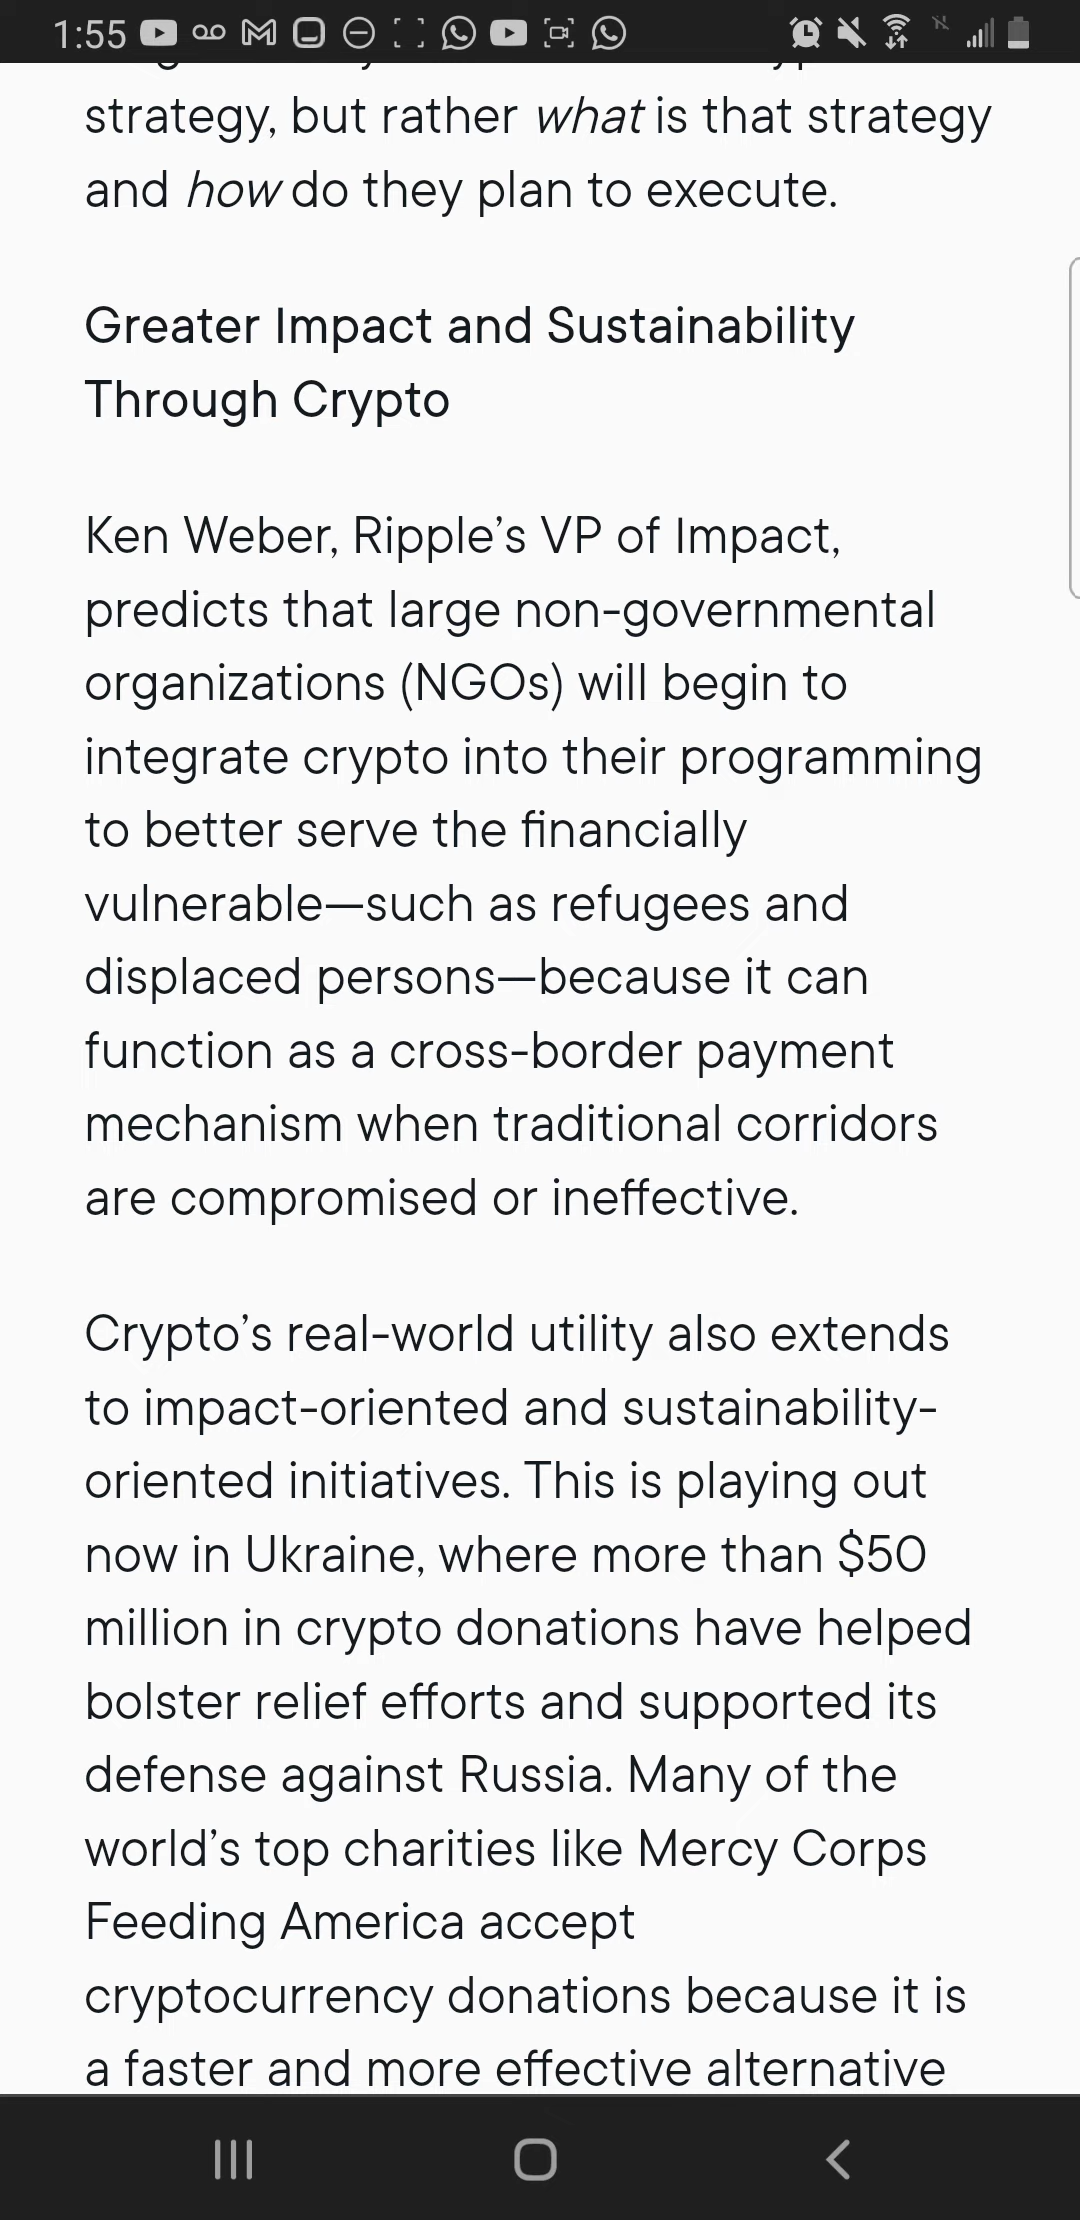 1:55
strategy, but rather what is that strategy
and how do they plan to execute.
Greater Impact and Sustainability
Through Crypto
Ken Weber, Ripple’s VP of Impact,
predicts that large non-governmental
organizations (NGOs) will begin to
integrate crypto into their programming
to better serve the financially
vulnerable—such as refugees and
displaced persons—because it can
function as a cross-border payment
mechanism when traditional corridors
are compromised or ineffective.
Crypto’s real-world utility also extends
to impact-oriented and sustainability-
oriented initiatives. This is playing out
now in Ukraine, where more than $50
million in crypto donations have helped
bolster relief efforts and supported its
defense against Russia. Many of the
world’s top charities like Mercy Corps
Feeding America accept
cryptocurrency donations because it is
a faster and more effective alternative